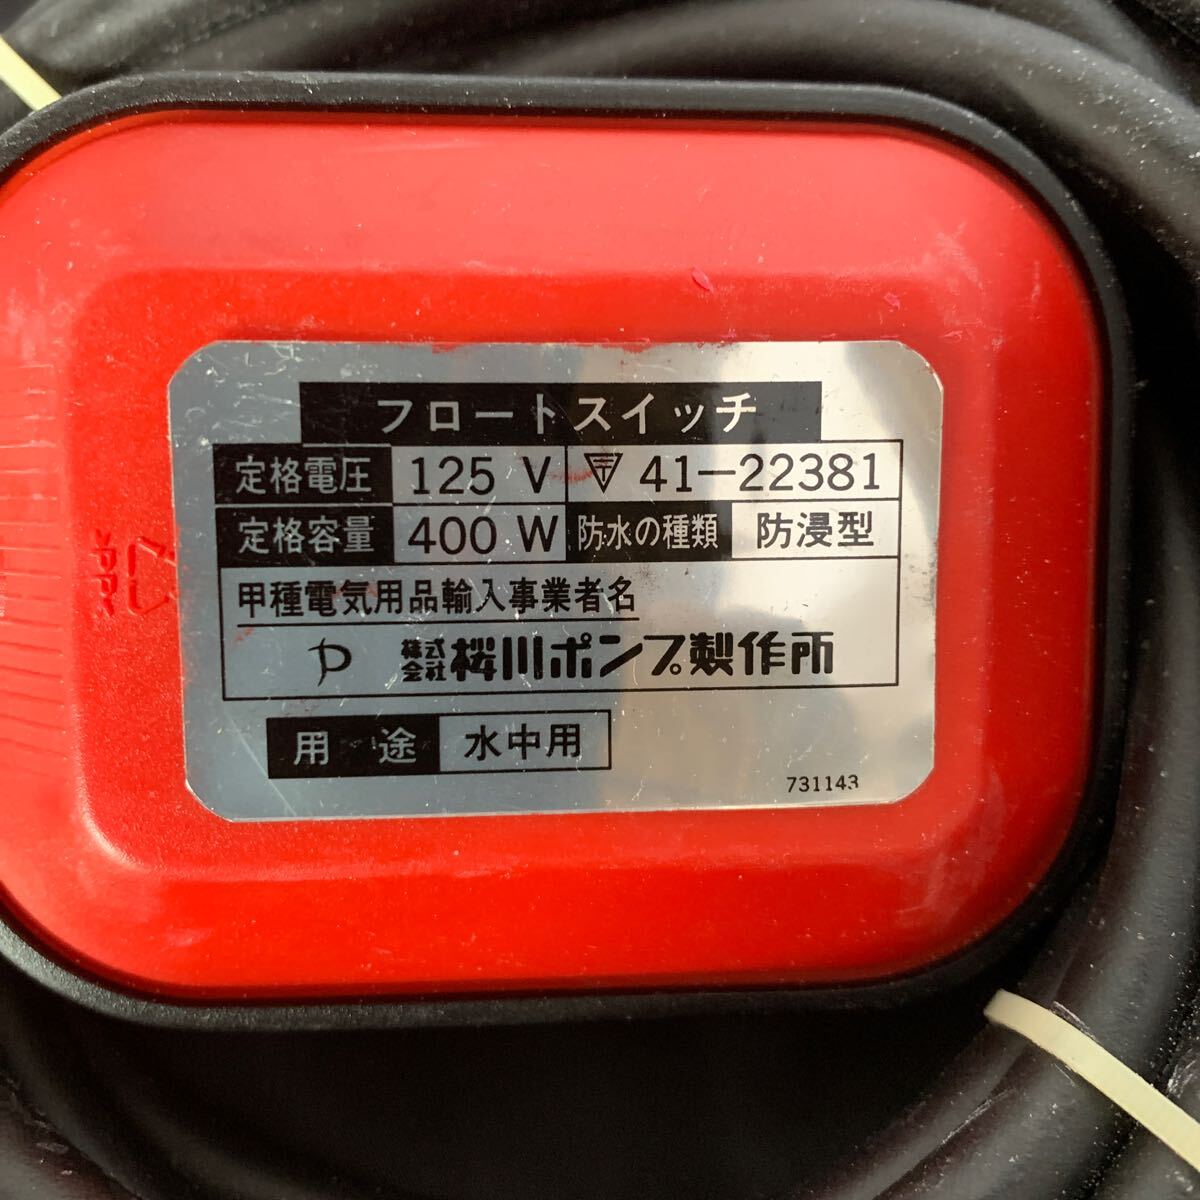 フロートスイッチ
定格電圧 125 V 41-22381
定格容量 400 W 防水の種類 防浸型
甲種電気用品輸入事業者名
株式会社 桜川ポンプ製作所
用途 水中用
731143